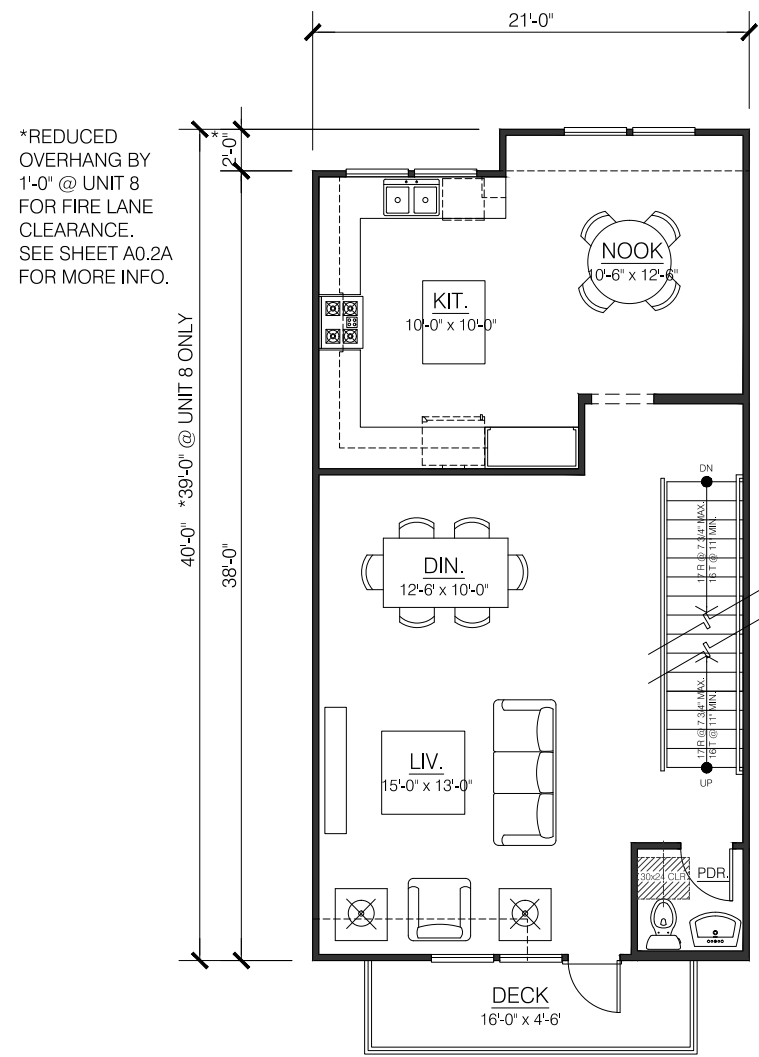 21'-0"
*REDUCED
OVERHANG BY
1'-0" @ UNIT 8
FOR FIRE LANE
CLEARANCE.
SEE SHEET A0.2A
FOR MORE INFO.
*
2'-0"
40'-0" *39'-0" @ UNIT 8 ONLY
38'-0"
NOOK
10'-6" x 12'-6"
KIT.
10'-0" x 10'-0"
DN
17 R @ 7 3/4" MAX.
16 T @ 11" MIN.
DIN.
12'-6' x 10'-0"
17 R @ 7 3/4" MAX.
16 T @ 11" MIN.
LIV.
15'-0" x 13'-0"
UP
PDR.
30x24 CLR
DECK
16'-0" x 4'-6'